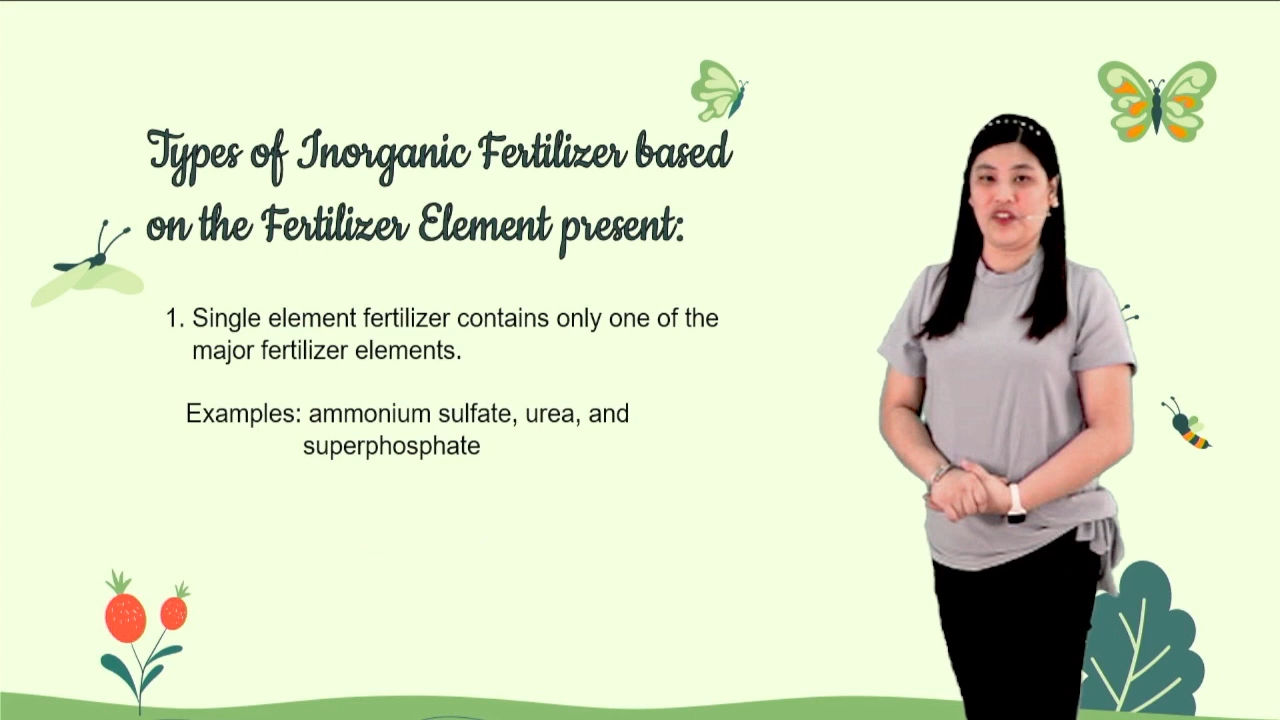 Types of Inorganic Fertilizer based
on the Fertilizer Element present:
1. Single element fertilizer contains only one of the
major fertilizer elements.
Examples: ammonium sulfate, urea, and
superphosphate